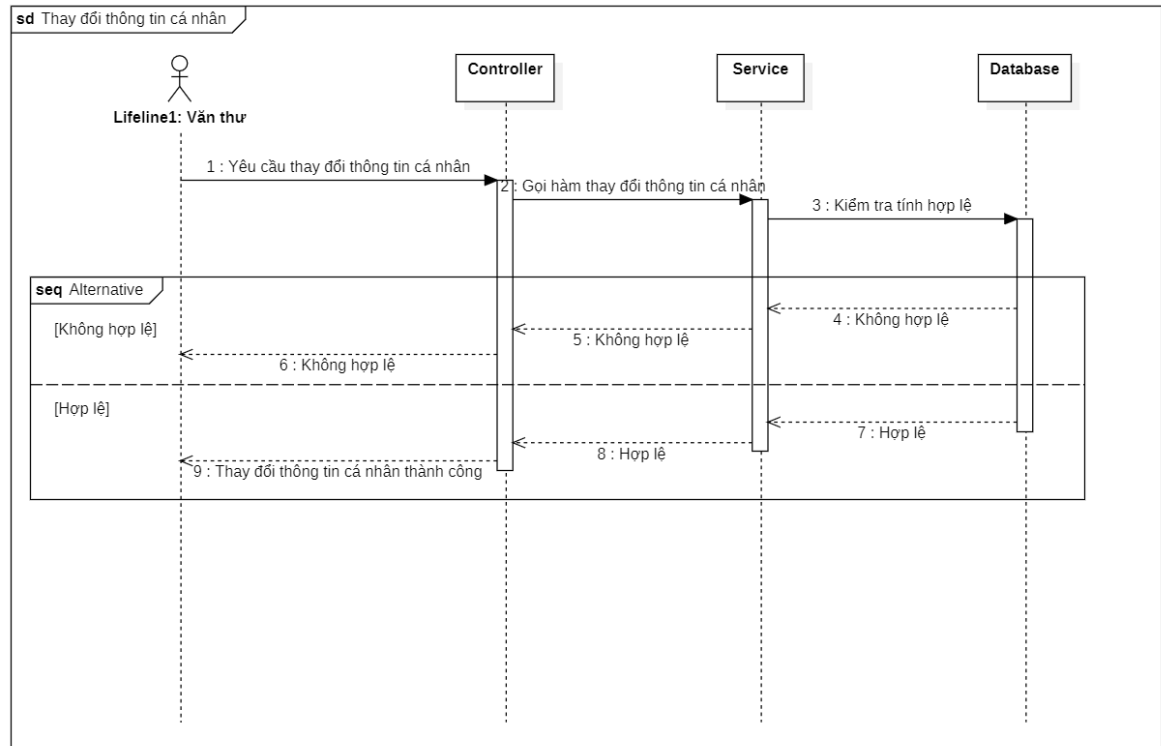 sd Thay đổi thông tin cá nhân
Controller
Service
Database
Lifeline1: Văn thư
1 : Yêu cầu thay đổi thông tin cá nhân
2 : Gọi hàm thay đổi thông tin cá nhân
3 : Kiểm tra tính hợp lệ
seq Alternative
[Không hợp lệ]
4 : Không hợp lệ
5 : Không hợp lệ
6 : Không hợp lệ
[Hợp lệ]
7 : Hợp lệ
8 : Hợp lệ
9 : Thay đổi thông tin cá nhân thành công